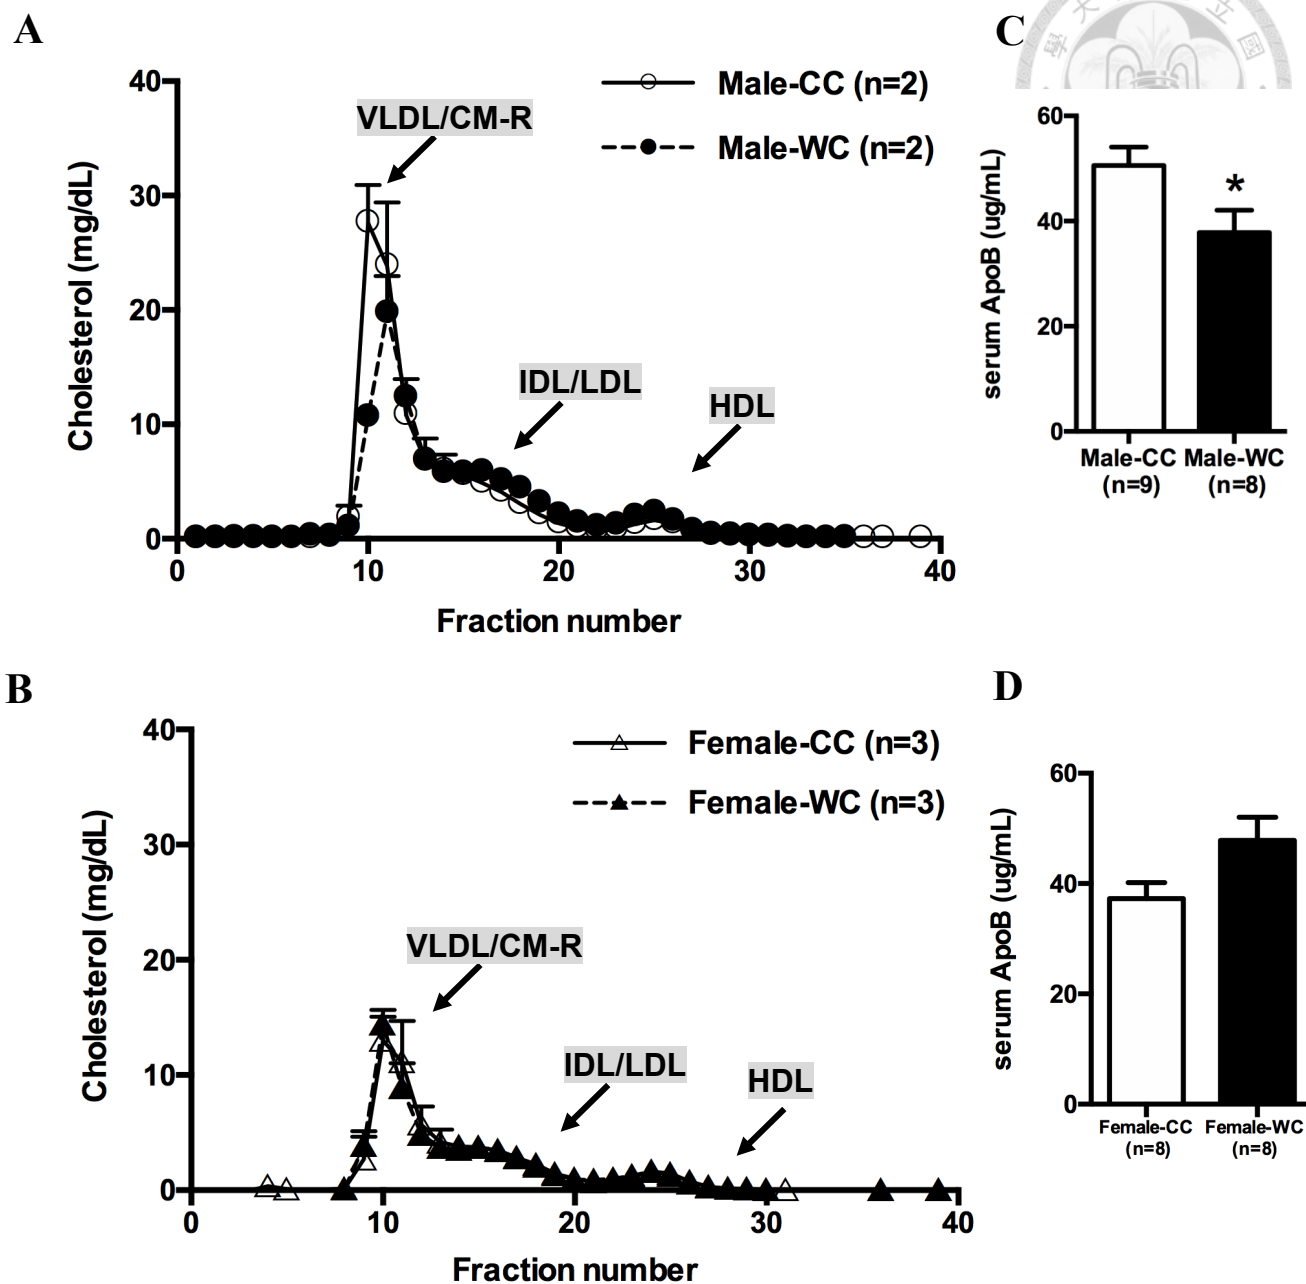 A
40
30
20
10
0
0
10
20
30
40
Cholesterol (mg/dL)
Fraction number
Male-CC (n=2)
Male-WC (n=2)
VLDL/CM-R
IDL/LDL
HDL
C
學 大 立 國
60
40
20
0
serum ApoB (ug/mL)
*
Male-CC Male-WC
(n=9) (n=8)
B
40
30
20
10
0
0
10
20
30
40
Cholesterol (mg/dL)
Fraction number
Female-CC (n=3)
Female-WC (n=3)
VLDL/CM-R
IDL/LDL
HDL
D
60
40
20
0
serum ApoB (ug/mL)
Female-CC Female-WC
(n=8) (n=8)